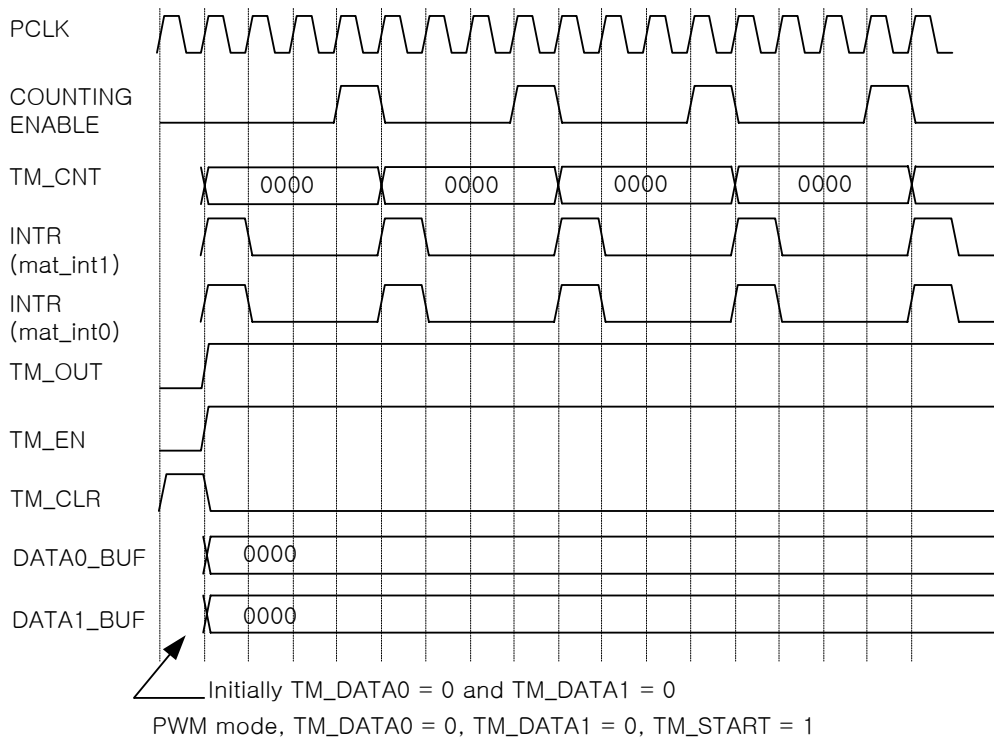 PCLK
COUNTING
ENABLE
TM_CNT
0000 0000 0000 0000
INTR
(mat_int1)
INTR
(mat_int0)
TM_OUT
TM_EN
TM_CLR
DATA0_BUF 0000
DATA1_BUF 0000
Initially TM_DATA0 = 0 and TM_DATA1 = 0
PWM mode, TM_DATA0 = 0, TM_DATA1 = 0, TM_START = 1